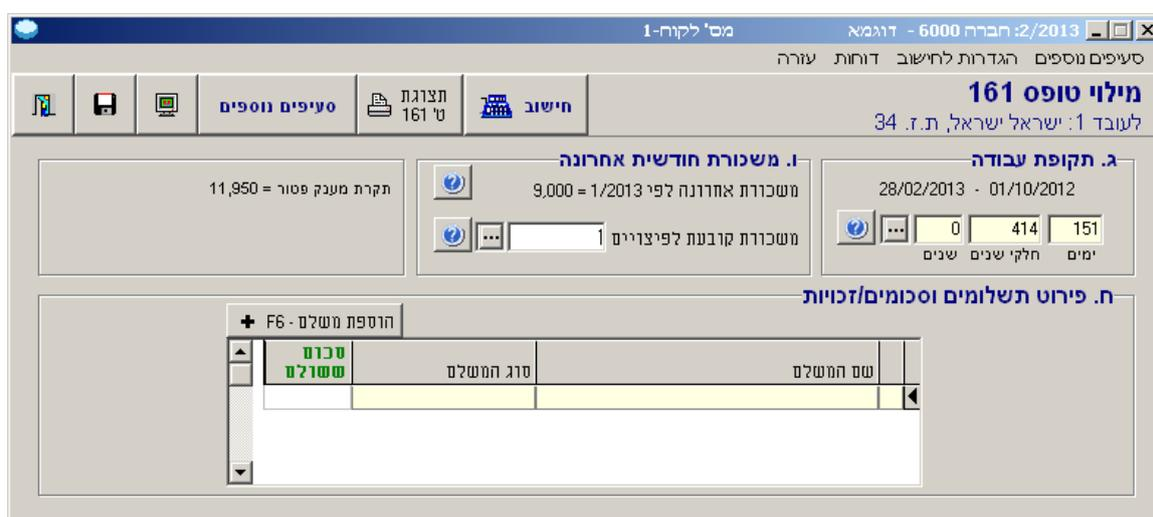 2/2013: חברה 6000 - דוגמא מס' לקוח-1
סעיפים נוספים הגדרות לחישוב דוחות עזרה
מילוי טופס 161
לעובד 1: ישראל ישראל, ת.ז. 34
חישוב
תצוגת
ט' 161
סעיפים נוספים
ג. תקופת עבודה
28/02/2013 - 01/10/2012
151 414 0
ימים חלקי שנים שנים
ו. משכורת חודשית אחרונה
משכורת אחרונה לפי 1/2013 = 9,000
משכורת קובעת לפיצויים 1
תקרת מענק פטור = 11,950
ח. פירוט תשלומים וסכומים/זכויות
הוספת משלם - F6
שם המשלם סוג המשלם סכום
ששולם